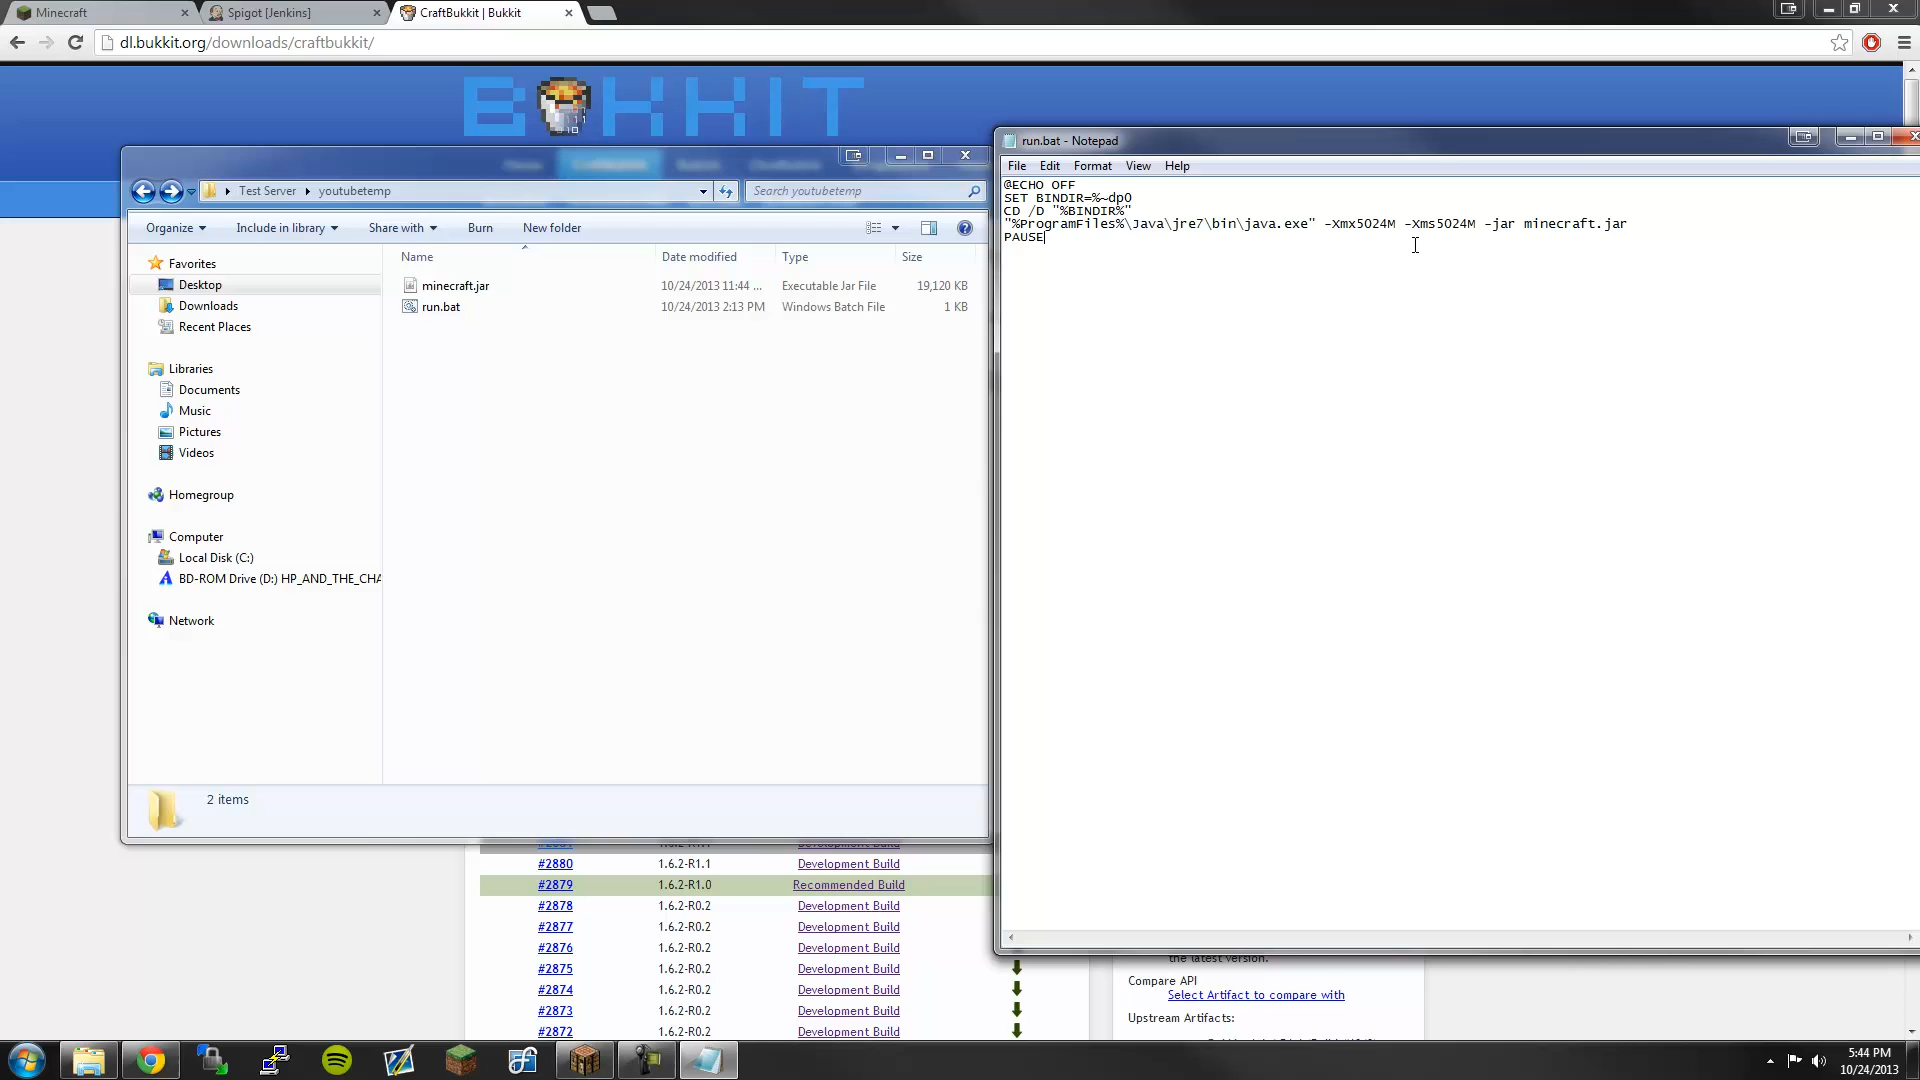 Minecraft
Spigot [Jenkins]
CraftBukkit | Bukkit
dl.bukkit.org/downloads/craftbukkit/
BUKKIT
Test Server
youtubetemp
Search youtubetemp
Organize
Include in library
Share with
Burn
New folder
Name
Date modified
Type
Size
Favorites
Desktop
Downloads
Recent Places
Libraries
Documents
Music
Pictures
Videos
Homegroup
Computer
Local Disk (C:)
BD-ROM Drive (D:) HP_AND_THE_CHA
Network
minecraft.jar 10/24/2013 11:44 ... Executable Jar File 19,120 KB
run.bat 10/24/2013 2:13 PM Windows Batch File 1 KB
2 items
run.bat - Notepad
File Edit Format View Help
@ECHO OFF
SET BINDIR=%~dp0
CD /D "%BINDIR%"
"%ProgramFiles%\Java\jre7\bin\java.exe" -Xmx5024M -Xms5024M -jar minecraft.jar
PAUSE
#2880 1.6.2-R1.1 Development Build
#2879 1.6.2-R1.0 Recommended Build
#2878 1.6.2-R0.2 Development Build
#2877 1.6.2-R0.2 Development Build
#2876 1.6.2-R0.2 Development Build
#2875 1.6.2-R0.2 Development Build
#2874 1.6.2-R0.2 Development Build
#2873 1.6.2-R0.2 Development Build
#2872 1.6.2-R0.2 Development Build
the latest version.
Compare API
Select Artifact to compare with
Upstream Artifacts:
5:44 PM
10/24/2013